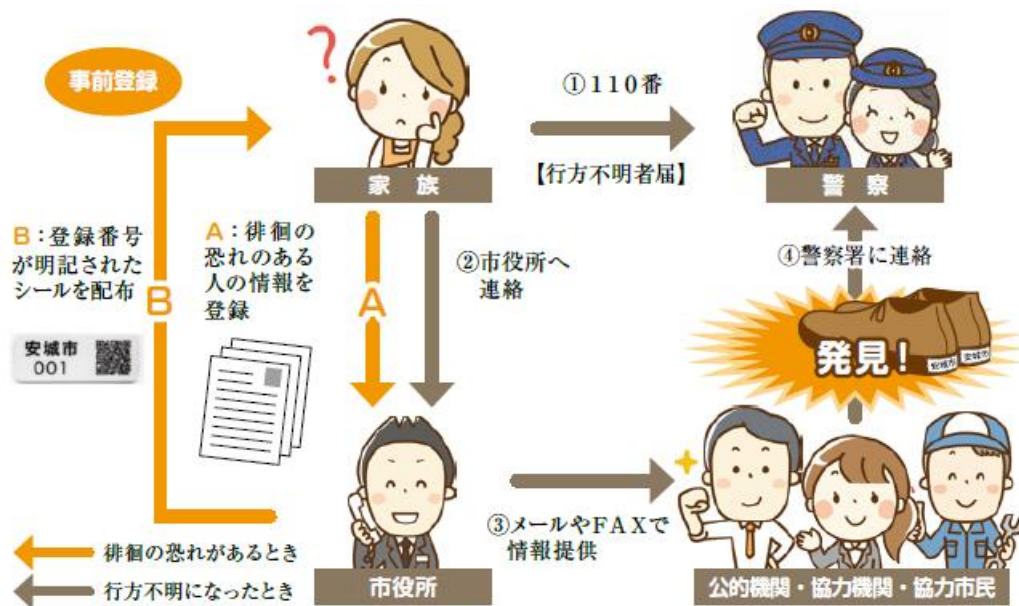 事前登録
?
①110番
【行方不明者届】
家族
警察
B:登録番号
が明記された
シールを配布
B
A:徘徊の
恐れのある
人の情報を
登録
A
②市役所へ
連絡
④警察署に連絡
安城市
001
発見!
安城市
安城市
③メールやFAXで
情報提供
徘徊の恐れがあるとき
行方不明になったとき
市役所
公的機関・協力機関・協力市民